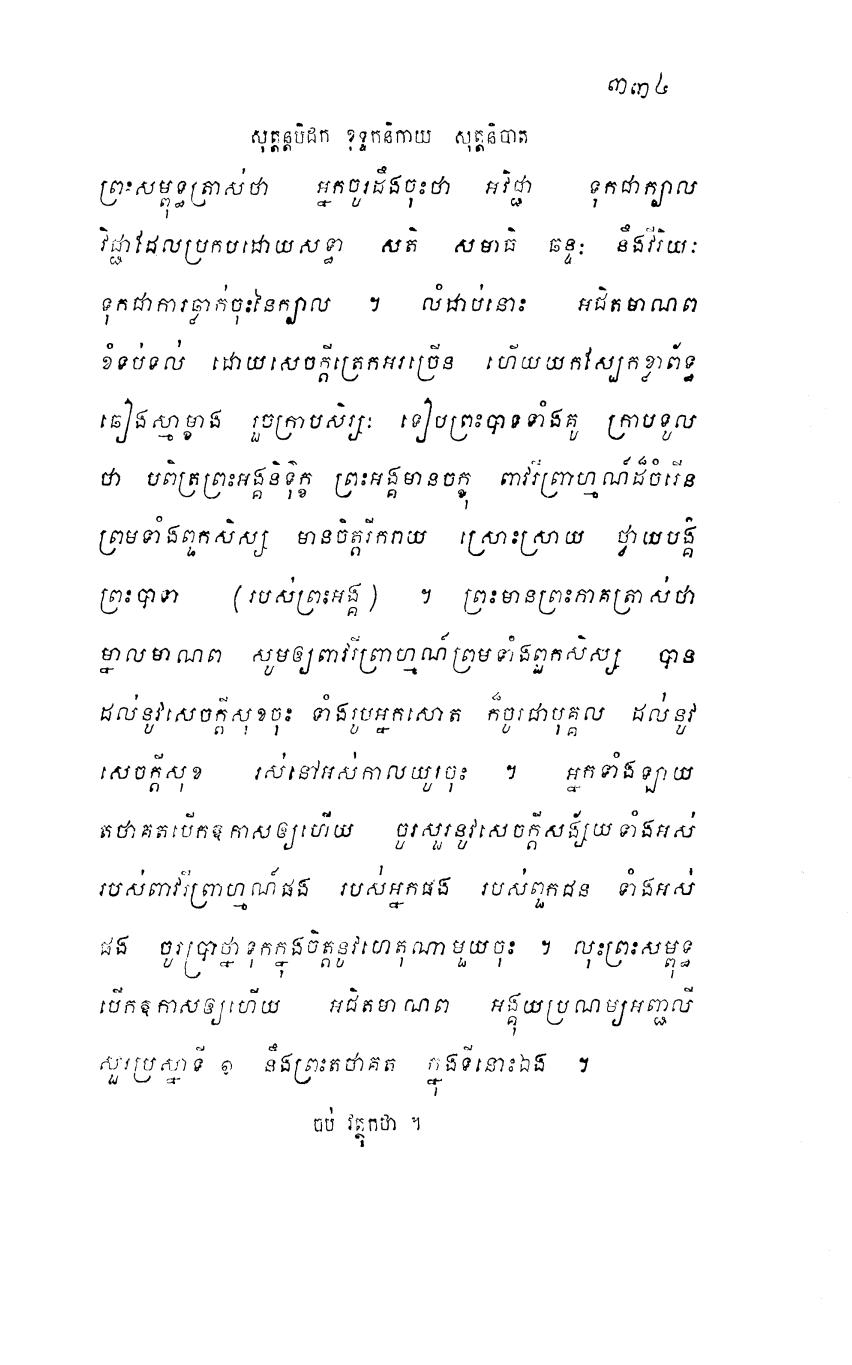 ៣៣៤
សុត្តន្តបិដក ខុទ្ទកនិកាយ សុត្តនិបាត
ព្រះសម្ពុទ្ធត្រាស់ថា អ្នកចូរដឹងចុះថា អវិជ្ជា ទុកជាក្បាល
វិជ្ជាដែលប្រកបដោយសទ្ធា សតិ សមាធិ ឆន្ទៈ នឹងវីរិយៈ
ទុកជាការធ្លាក់ចុះនៃក្បាល ។ លំដាប់នោះ អជិតមាណព
ខំទប់ទល់ ដោយសេចក្តីត្រេកអរច្រើន ហើយយកស្បែកខ្លាព័ទ្ធ
ឆៀងស្មាម្ខាង រួចក្រាបសិរ្សៈ ទៀបព្រះបាទទាំងគូ ក្រាបទូល
ថា បពិត្រព្រះអង្គនិទ្ទុក្ខ ព្រះអង្គមានចក្ខុ ពាវរីព្រាហ្មណ៍ដ៏ចំរើន
ព្រមទាំងពួកសិស្ស មានចិត្តរីករាយ ស្រោះស្រាយ ថ្វាយបង្គំ
ព្រះបាទា (របស់ព្រះអង្គ) ។ ព្រះមានព្រះភាគត្រាស់ថា
ម្នាលមាណព សូមឲ្យពាវរីព្រាហ្មណ៍ព្រមទាំងពួកសិស្ស បាន
ដល់នូវសេចក្តីសុខចុះ ទាំងរូបអ្នកសោត ក៏ចូរជាបុគ្គល ដល់នូវ
សេចក្តីសុខ រស់នៅអស់កាលយូរចុះ ។ អ្នកទាំងឡាយ
តថាគតបើកឱកាសឲ្យហើយ ចូរសួរនូវសេចក្តីសង្ស័យទាំងអស់
របស់ពាវរីព្រាហ្មណ៍ផង របស់អ្នកផង របស់ពួកជន ទាំងអស់
ផង ចូរប្រាថ្នាទុកក្នុងចិត្តនូវហេតុណាមួយចុះ ។ លុះព្រះសម្ពុទ្ធ
បើកឱកាសឲ្យហើយ អជិតមាណព អង្គុយប្រណម្យអញ្ជលី
សួរប្រស្នាទី ១ នឹងព្រះតថាគត ក្នុងទីនោះឯង ។
ចប់ វត្ថុកថា ។